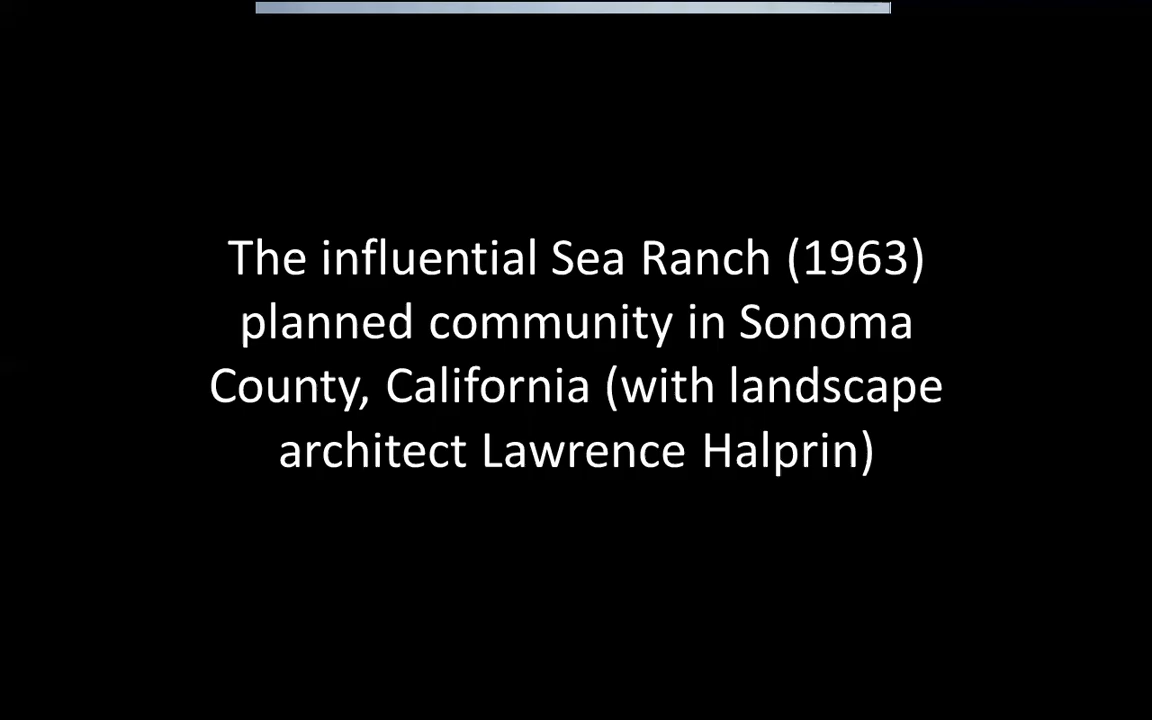 The influential Sea Ranch (1963)
planned community in Sonoma
County, California (with landscape
architect Lawrence Halprin)